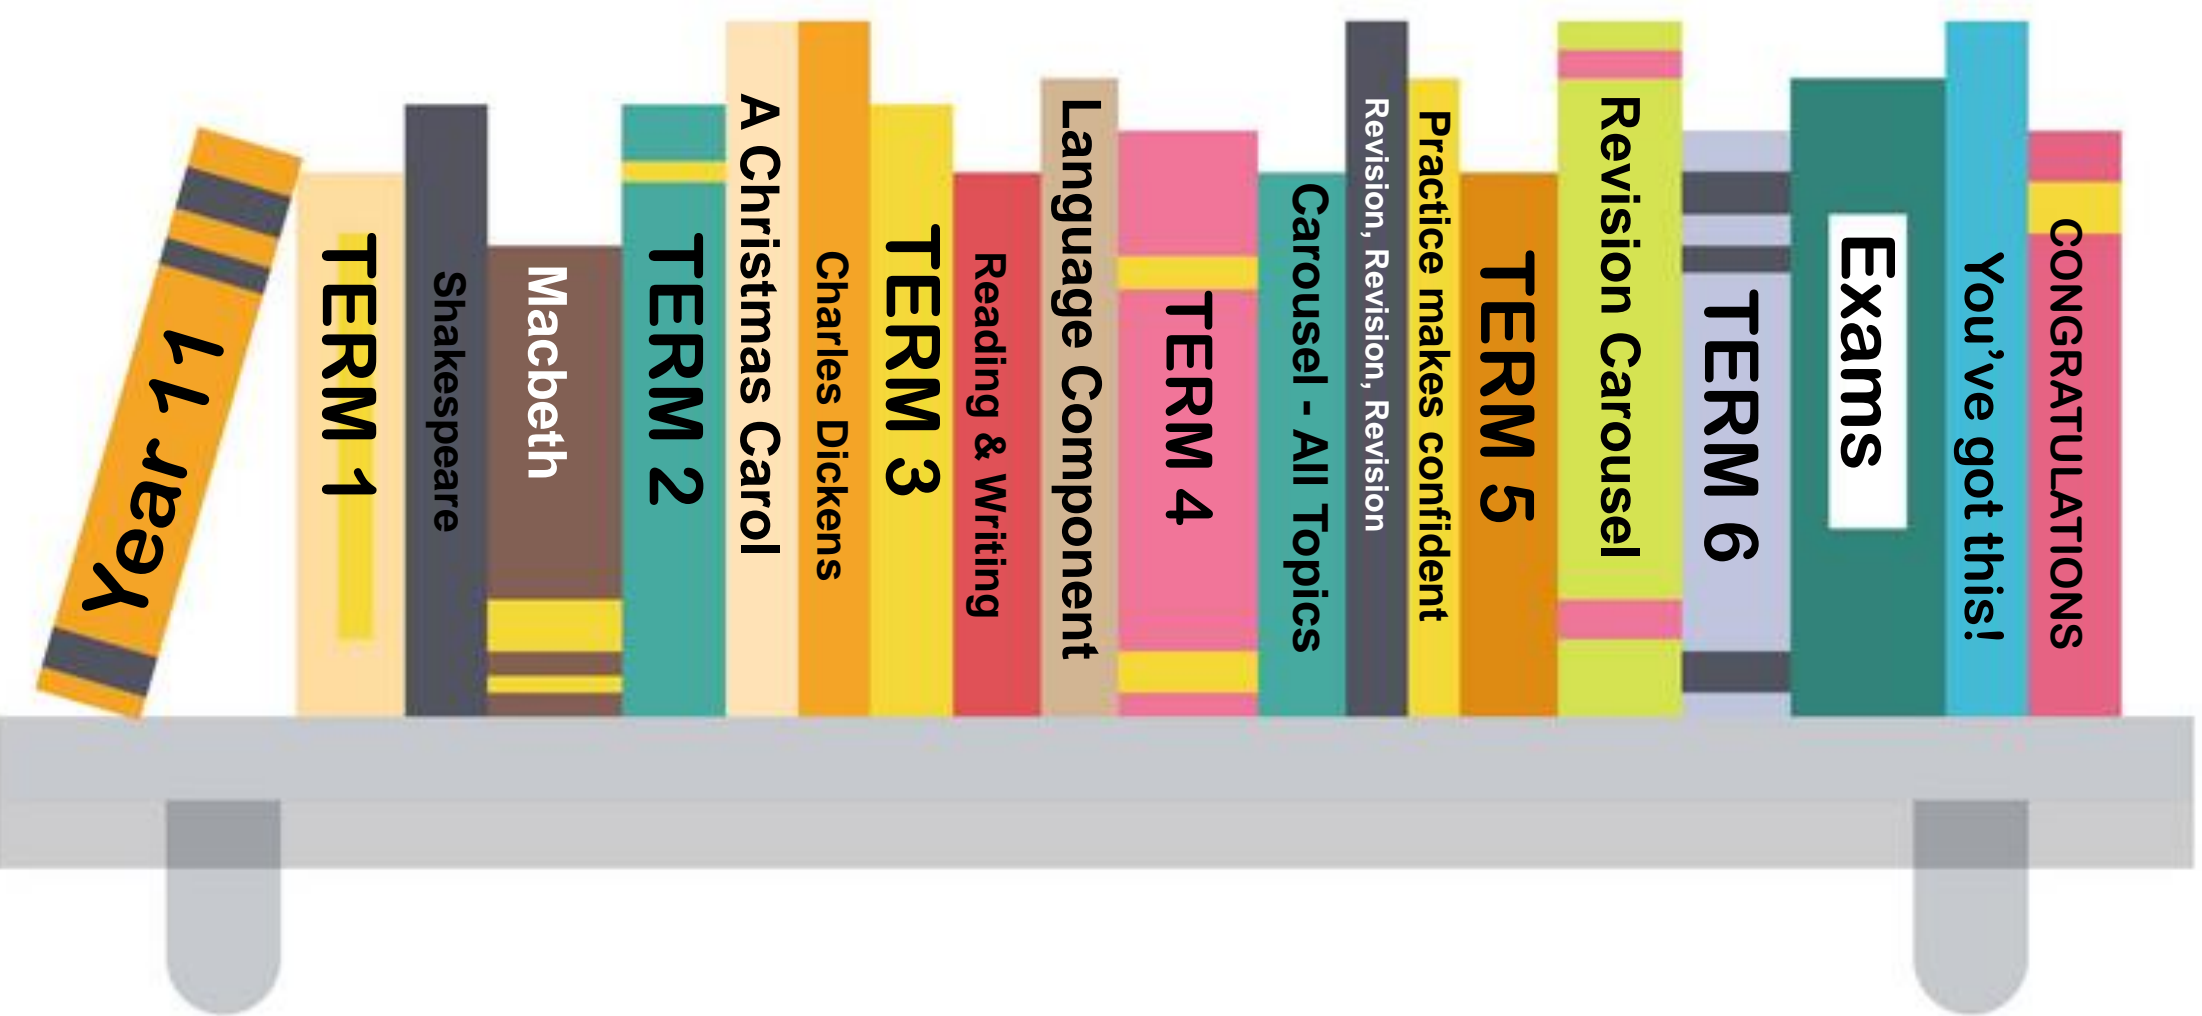 Year 11
TERM 1
Shakespeare
Macbeth
TERM 2
A Christmas Carol
Charles Dickens
TERM 3
Reading & Writing
Language Component
TERM 4
Carousel - All Topics
Revision, Revision, Revision
Practice makes confident
TERM 5
Revision Carousel
TERM 6
Exams
You’ve got this!
CONGRATULATIONS